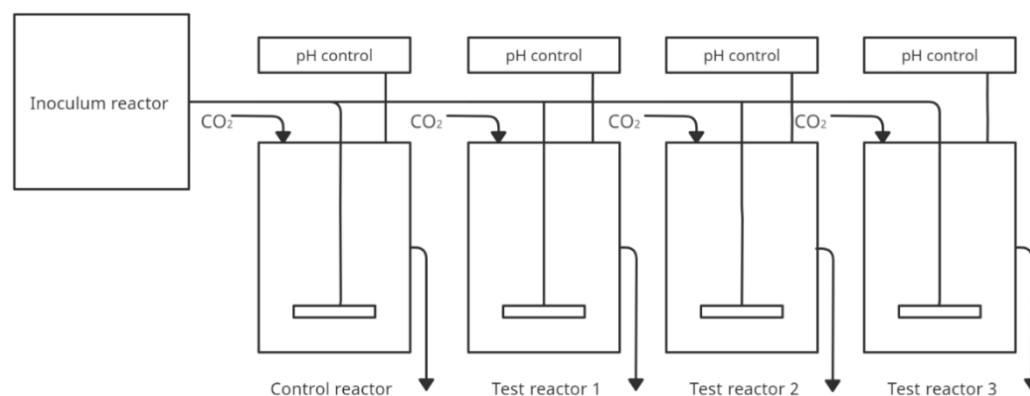 pH control
pH control
pH control
pH control
Inoculum reactor
CO₂
CO₂
CO₂
CO₂
Control reactor
Test reactor 1
Test reactor 2
Test reactor 3